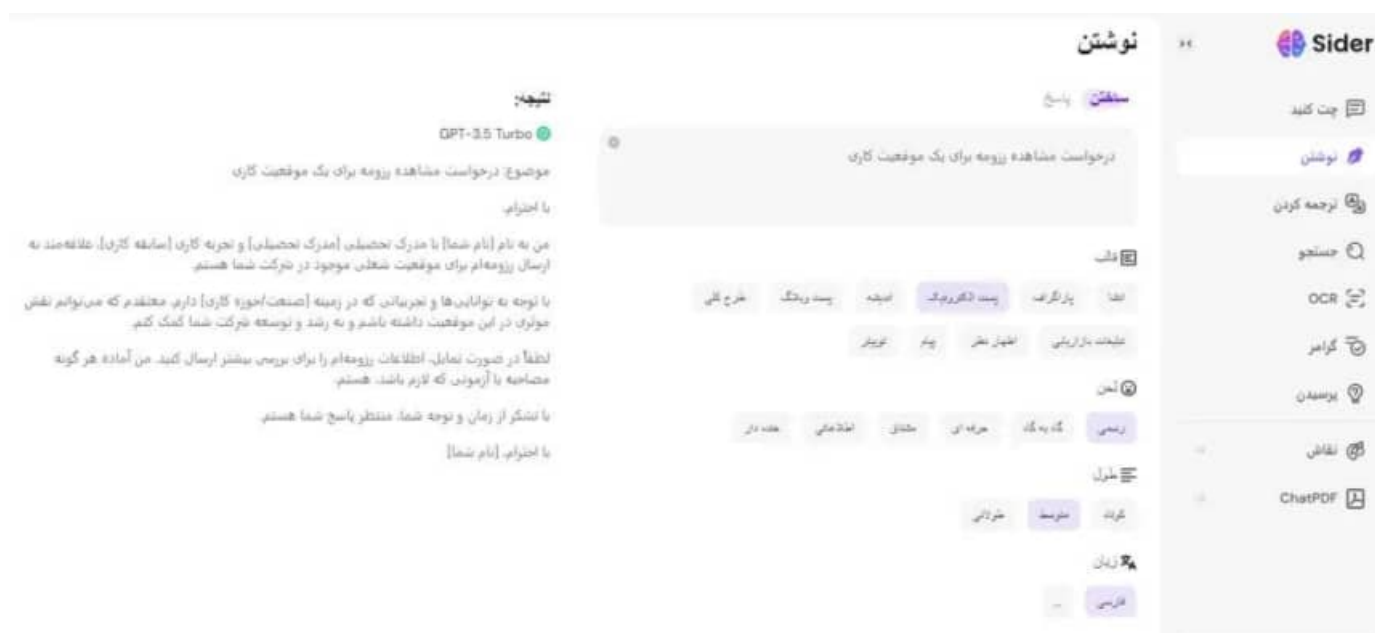 Sider
چت کنید
نوشتن
ترجمه کردن
جستجو
OCR
گرامر
پرسیدن
نقاش
ChatPDF
نوشتن
ساختن پاسخ
درخواست مشاهده رزومه برای یک موقعیت کاری
قالب
انشا پاراگراف پست الکترونیک اندیشه پست وبلاگ طرح کلی
تبلیغات بازاریابی اظهار نظر پیام توییتر
لحن
رسمی گاه به گاه حرفه ای مشتاق اطلاعاتی خنده دار
طول
کوتاه متوسط طولانی
زبان
فارسی ...
نتیجه:
GPT-3.5 Turbo
موضوع: درخواست مشاهده رزومه برای یک موقعیت کاری
با احترام،
من به نام [نام شما] با مدرک تحصیلی [مدرک تحصیلی] و تجربه کاری [سابقه کاری]، علاقه‌مند به
ارسال رزومه‌ام برای موقعیت شغلی موجود در شرکت شما هستم.
با توجه به توانایی‌ها و تجربیاتی که در زمینه [صنعت/حوزه کاری] دارم، معتقدم که می‌توانم نقش
موثری در این موقعیت داشته باشم و به رشد و توسعه شرکت شما کمک کنم.
لطفاً در صورت تمایل، اطلاعات رزومه‌ام را برای بررسی بیشتر ارسال کنید. من آماده هر گونه
مصاحبه یا آزمونی که لازم باشد، هستم.
با تشکر از زمان و توجه شما، منتظر پاسخ شما هستم.
با احترام، [نام شما]